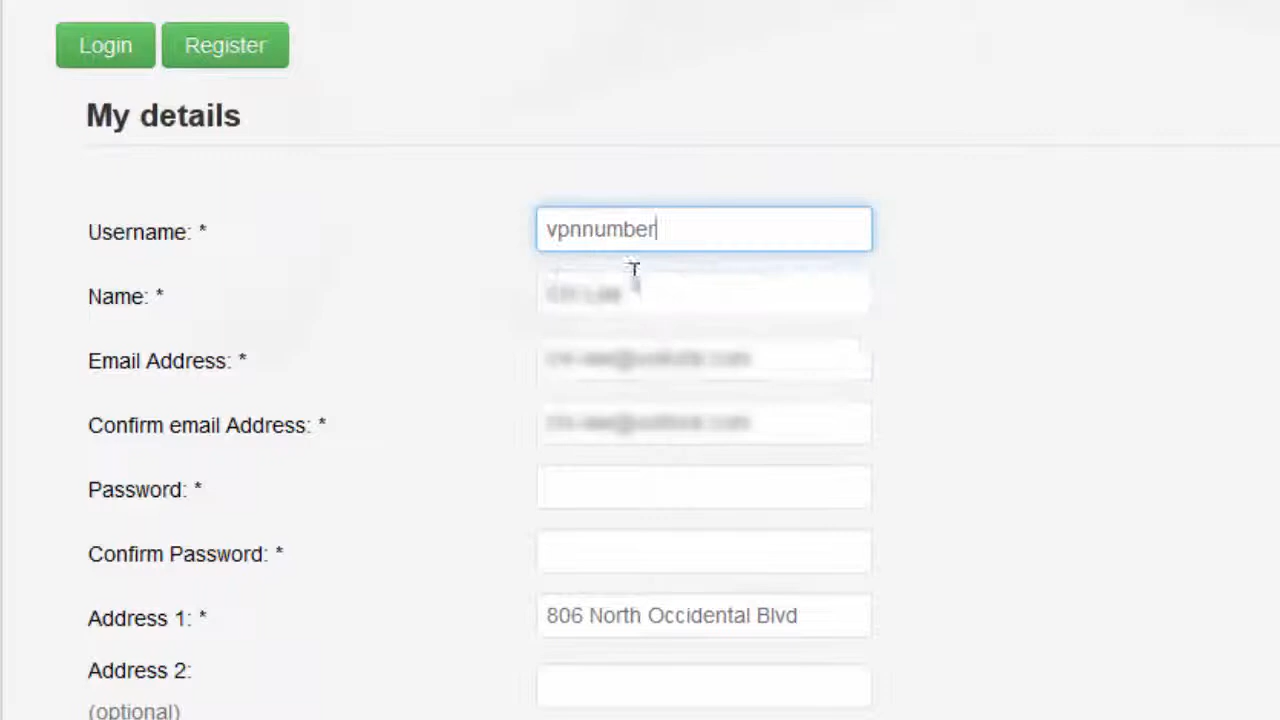 Login Register
My details
Username: * vpnnumber
Name: *
Email Address: *
Confirm email Address: *
Password: *
Confirm Password: *
Address 1: * 806 North Occidental Blvd
Address 2:
(optional)